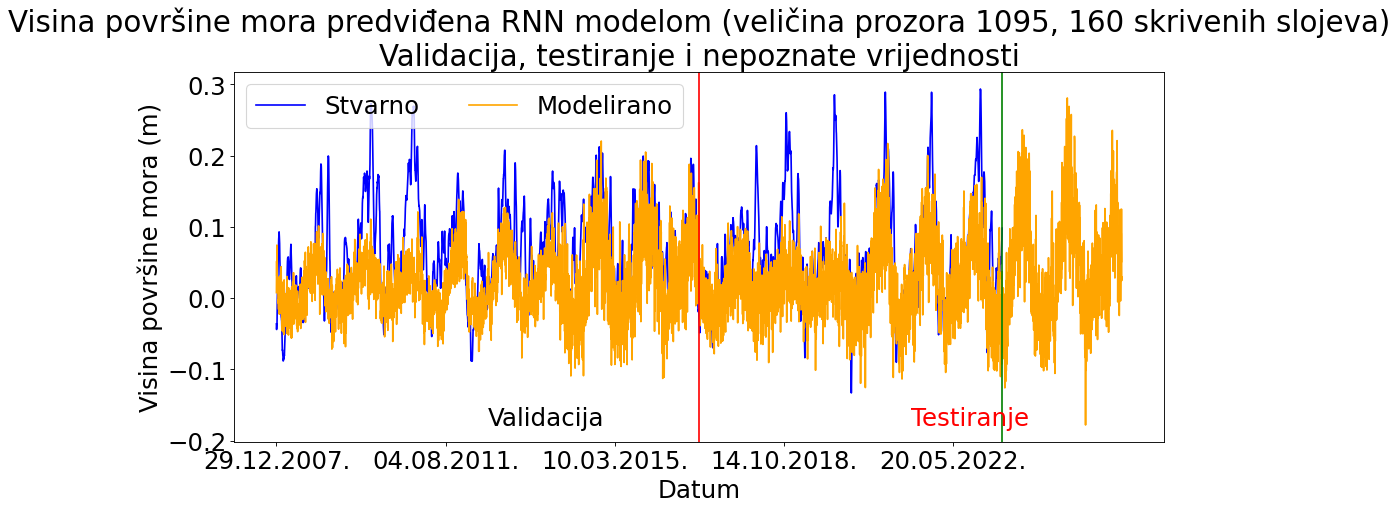 Visina površine mora predviđena RNN modelom (veličina prozora 1095, 160 skrivenih slojeva)
Validacija, testiranje i nepoznate vrijednosti
Stvarno Modelirano
Visina površine mora (m)
0.3
0.2
0.1
0.0
−0.1
−0.2
Validacija
Testiranje
29.12.2007. 04.08.2011. 10.03.2015. 14.10.2018. 20.05.2022.
Datum